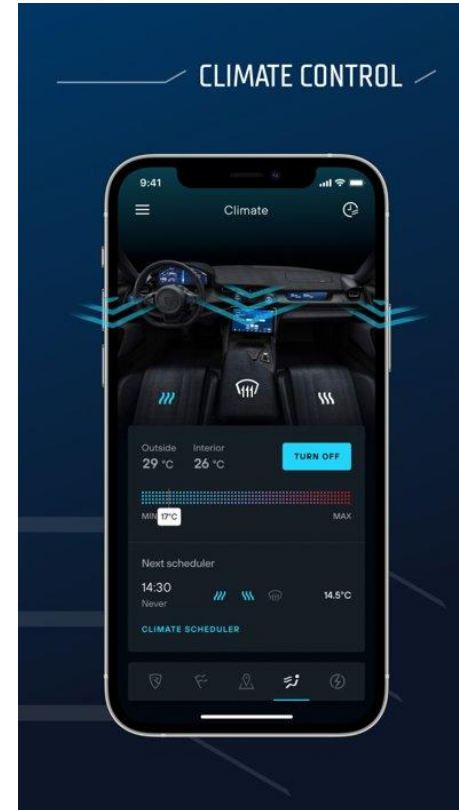 CLIMATE CONTROL
9:41
Climate
Outside Interior
29 °C 26 °C
TURN OFF
MIN 17°C MAX
Next scheduler
14:30
Never
14.5°C
CLIMATE SCHEDULER